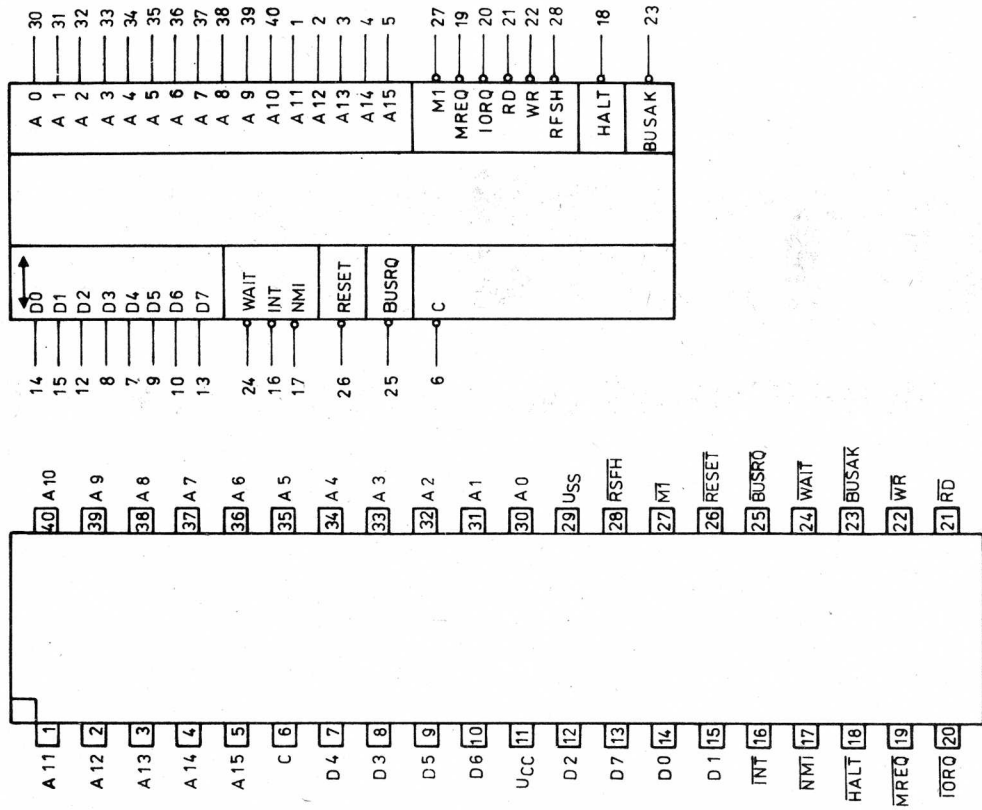 14 D0 A 0 30
15 D1 A 1 31
12 D2 A 2 32
8 D3 A 3 33
7 D4 A 4 34
9 D5 A 5 35
10 D6 A 6 36
13 D7 A 7 37
A 8 38
24 WAIT A 9 39
16 INT A10 40
17 NMI A11 1
A12 2
26 RESET A13 3
A14 4
25 BUSRQ A15 5
6 C M1 27
MREQ 19
IORQ 20
RD 21
WR 22
RFSH 28
HALT 18
BUSAK 23
A 11 1 40 A 10
A12 2 39 A 9
A13 3 38 A 8
A 14 4 37 A 7
A15 5 36 A 6
C 6 35 A 5
D 4 7 34 A 4
D 3 8 33 A 3
D 5 9 32 A 2
D 6 10 31 A 1
UCC 11 30 A 0
D 2 12 29 USS
D 7 13 28 RSFH
D 0 14 27 M1
D 1 15 26 RESET
INT 16 25 BUSRQ
NMI 17 24 WAIT
HALT 18 23 BUSAK
MREQ 19 22 WR
IORQ 20 21 RD